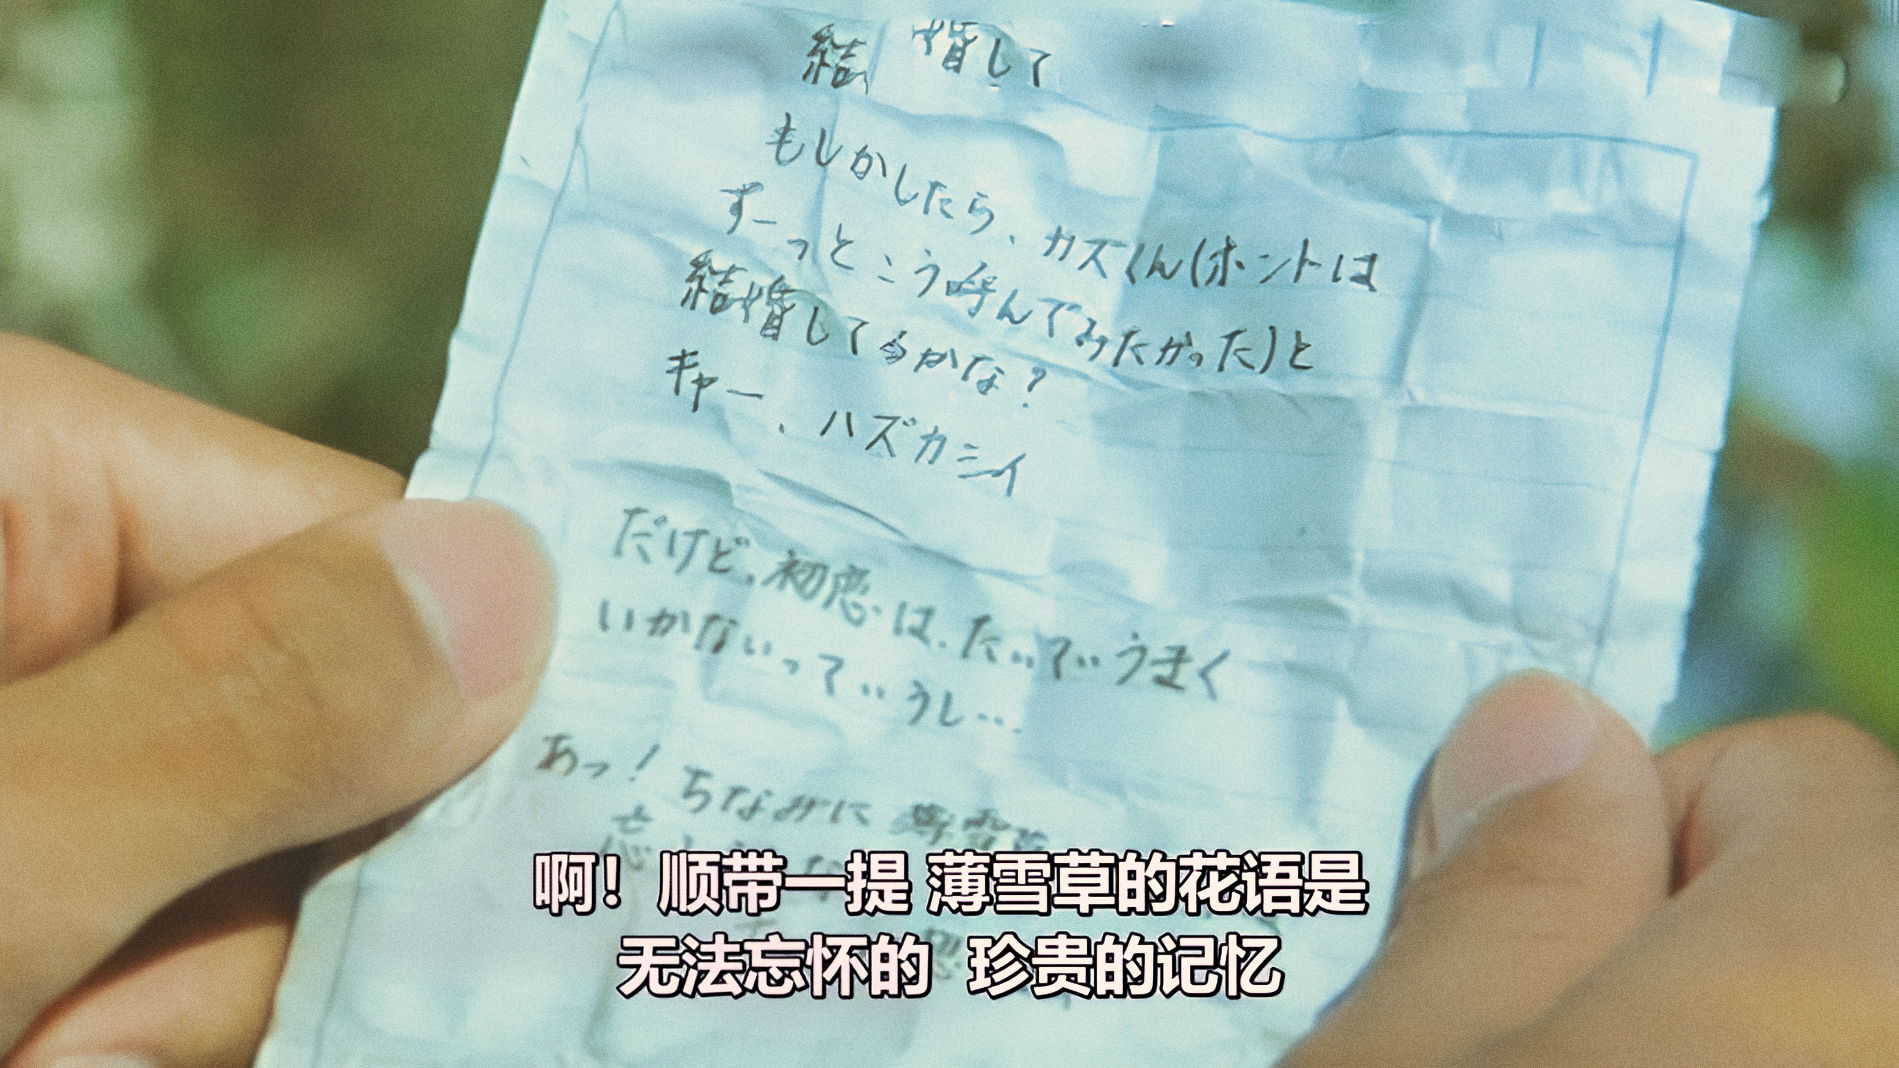 結婚して
もしかしたら、カズくん(ホントは
ずーっとこう呼んでみたかった)と
結婚してるかな?
キャー、ハズカシイ
だけど、初恋は、たいていうまく
いかないっていうし…
あっ!ちなみに薄雪草
忘
啊！顺带一提 薄雪草的花语是
无法忘怀的 珍贵的记忆